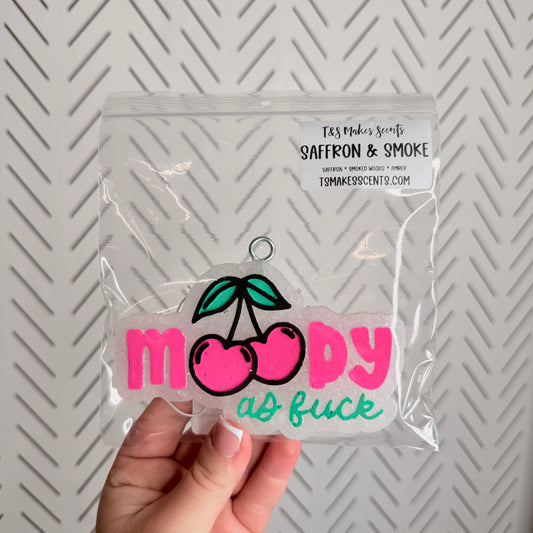 T&S Makes Scents
SAFFRON & SMOKE
SAFFRON * SMOKED WOODS * AMBER
TSMAKESSCENTS.COM
moody
as fuck